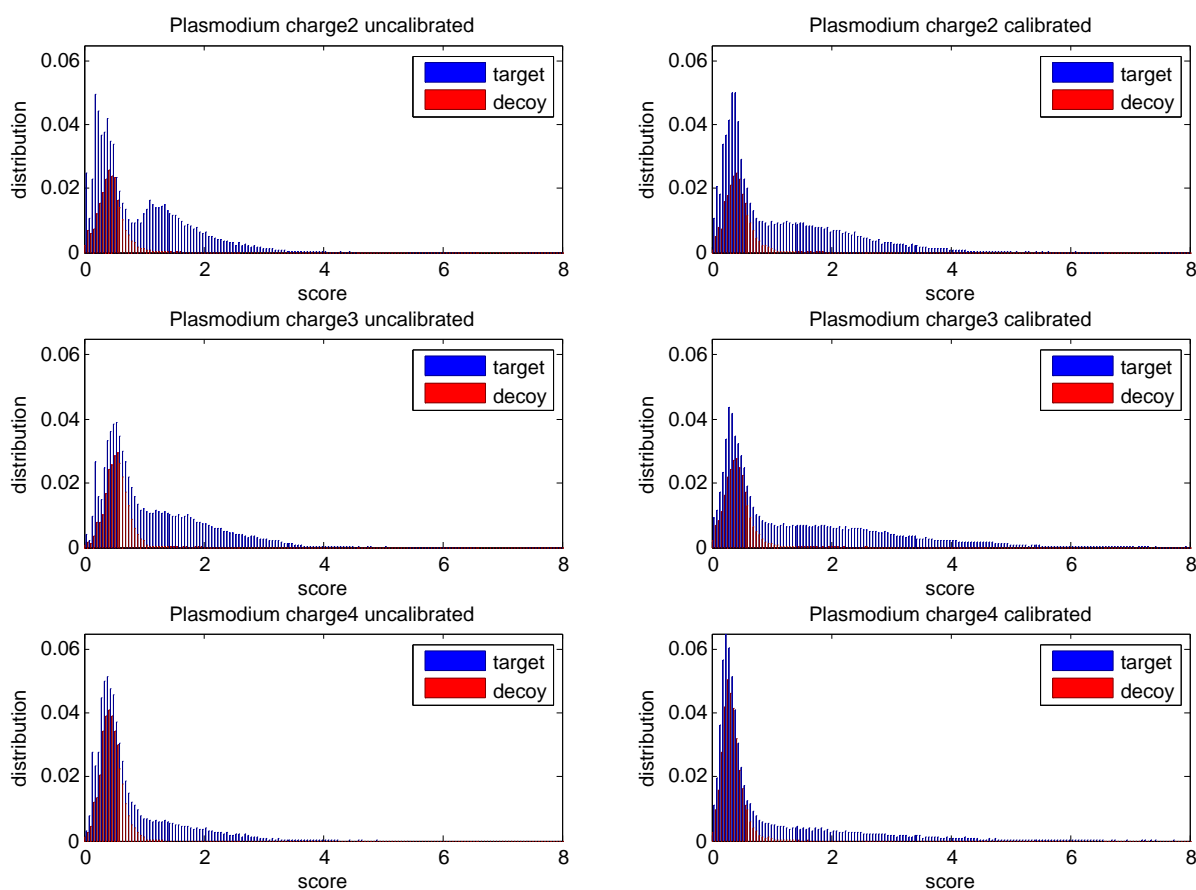 Plasmodium charge2 uncalibrated
0.06
0.04
0.02
0
distribution
target
decoy
0 2 4 6 8
score
Plasmodium charge2 calibrated
0.06
0.04
0.02
0
distribution
target
decoy
0 2 4 6 8
score
Plasmodium charge3 uncalibrated
0.06
0.04
0.02
0
distribution
target
decoy
0 2 4 6 8
score
Plasmodium charge3 calibrated
0.06
0.04
0.02
0
distribution
target
decoy
0 2 4 6 8
score
Plasmodium charge4 uncalibrated
0.06
0.04
0.02
0
distribution
target
decoy
0 2 4 6 8
score
Plasmodium charge4 calibrated
0.06
0.04
0.02
0
distribution
target
decoy
0 2 4 6 8
score